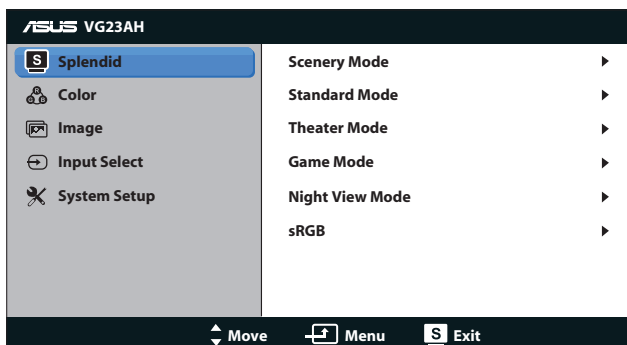 ASUS VG23AH
S Splendid
Color
Image
Input Select
System Setup
Scenery Mode
Standard Mode
Theater Mode
Game Mode
Night View Mode
sRGB
Move Menu S Exit